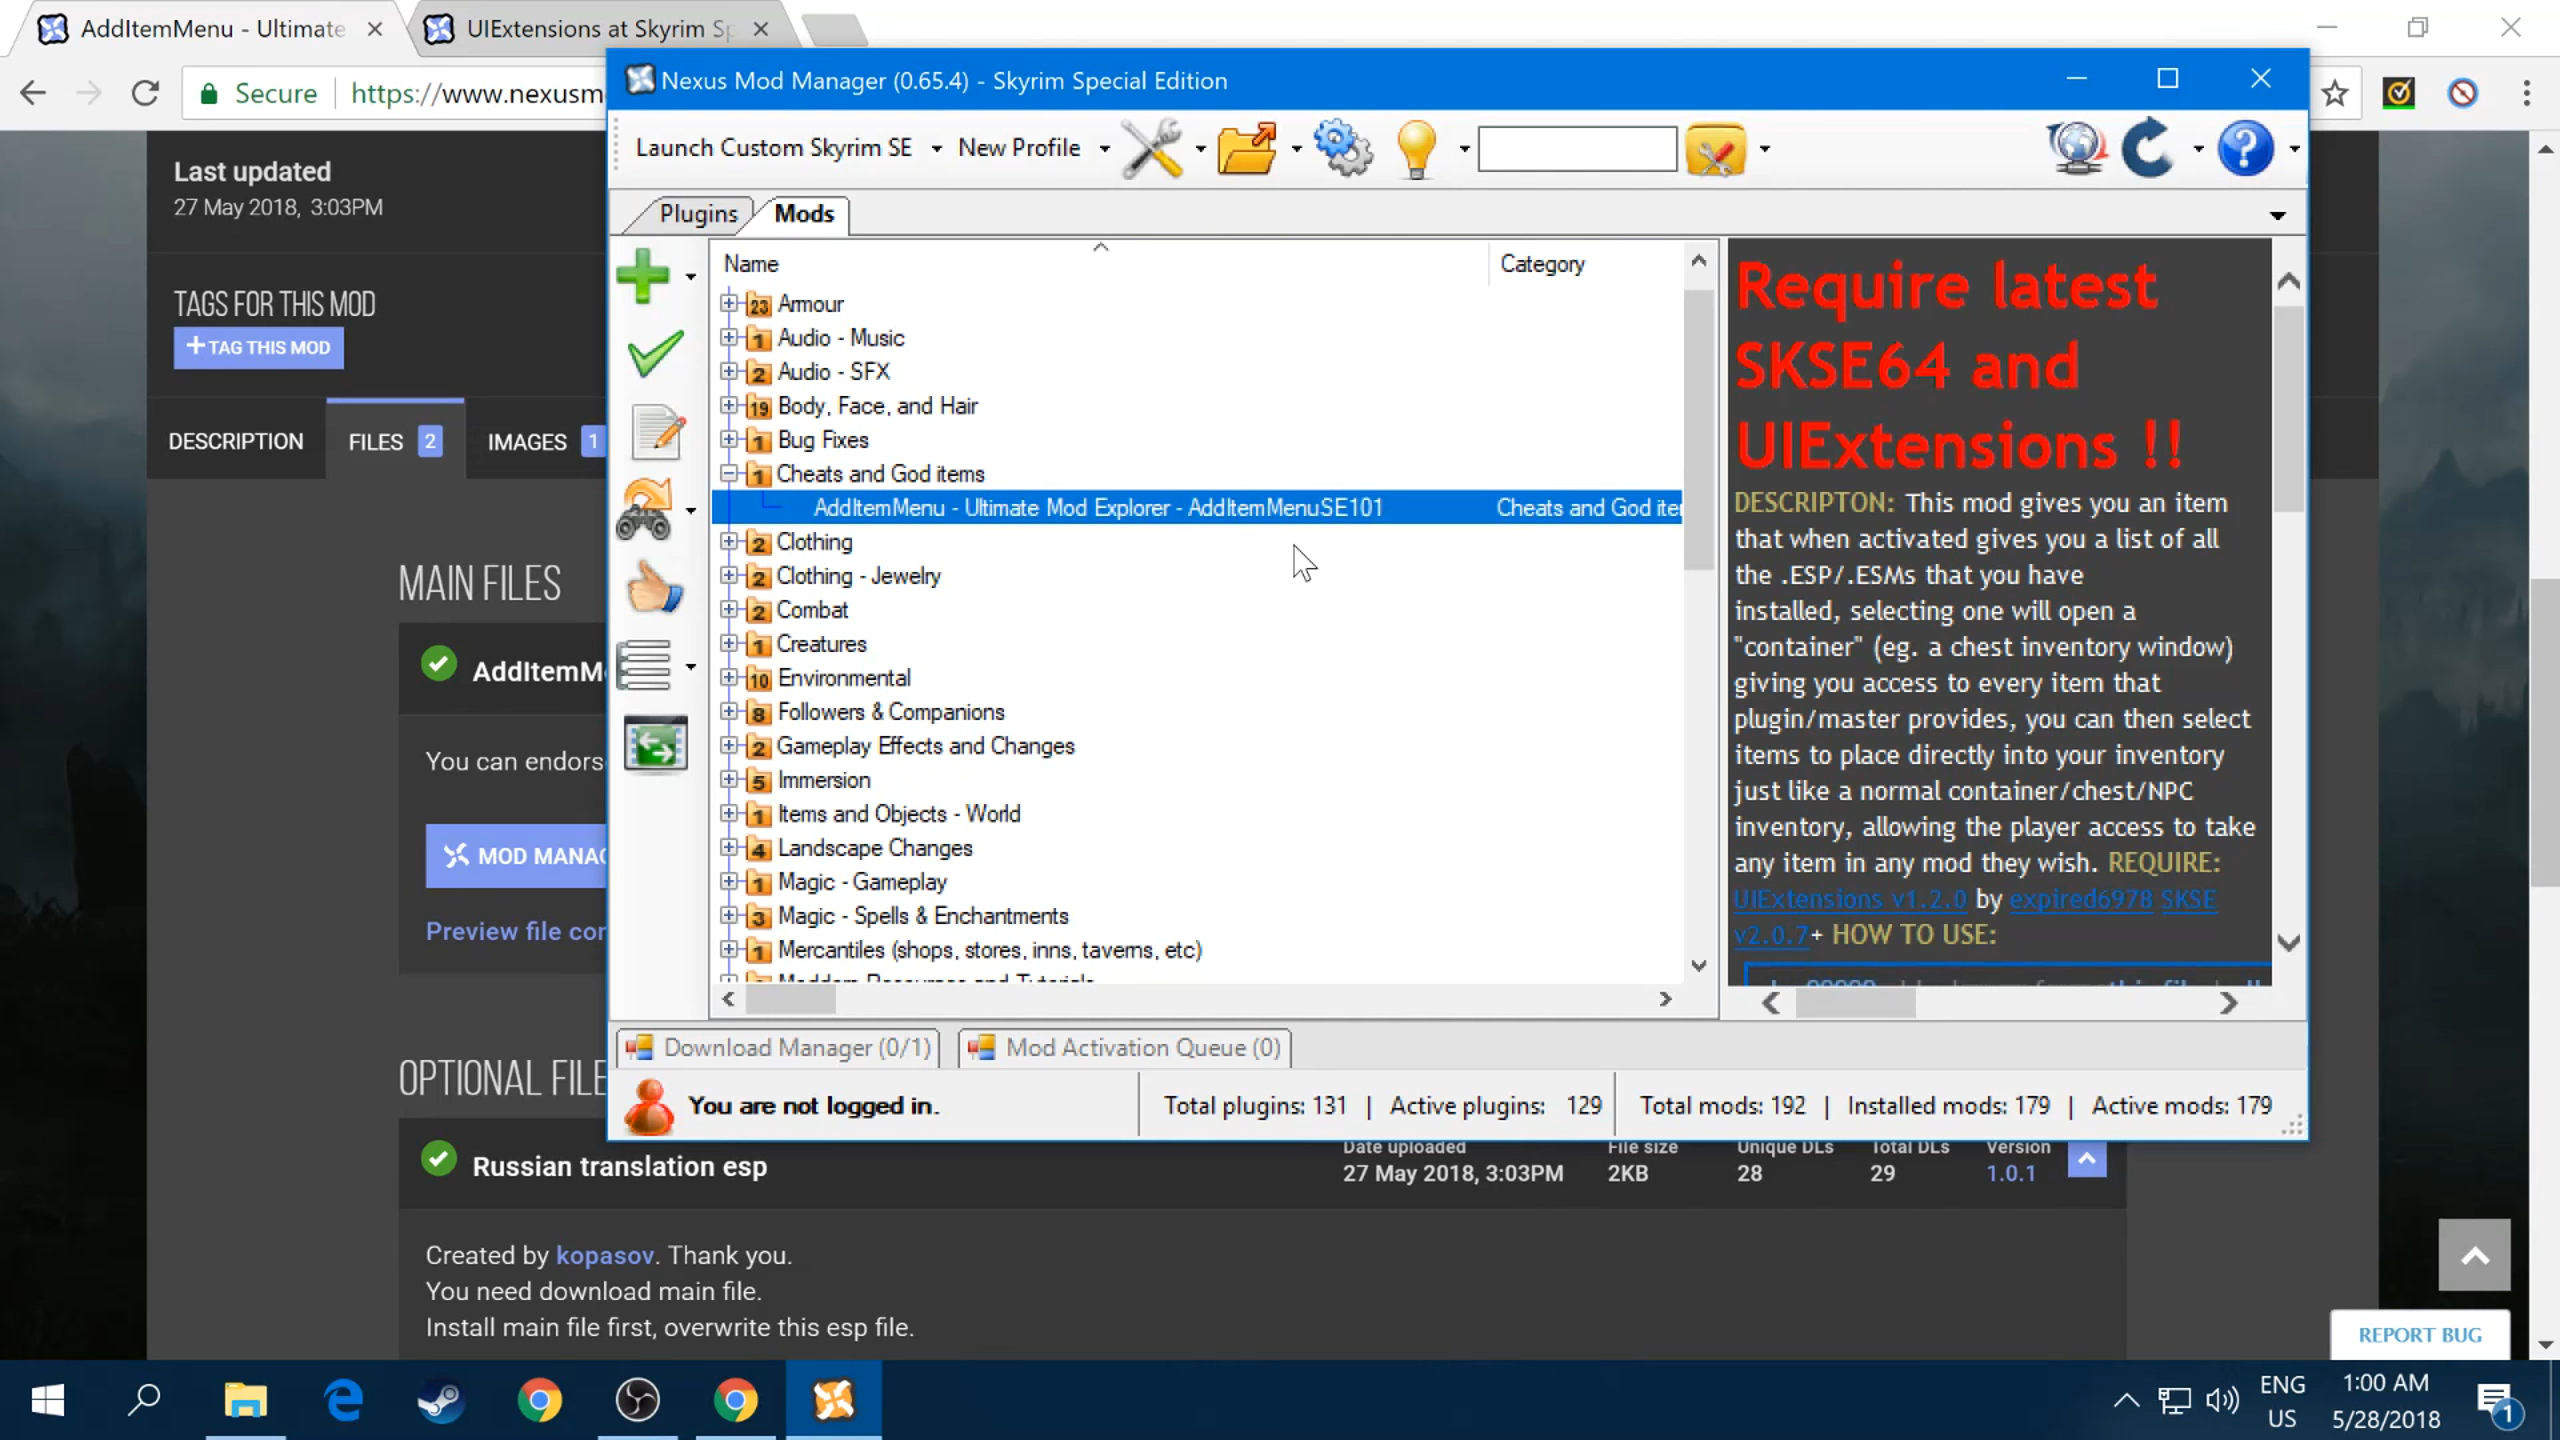 AddItemMenu - Ultimate
UIExtensions at Skyrim Sp
Secure
https://www.nexusm
Last updated
27 May 2018, 3:03PM
TAGS FOR THIS MOD
+TAG THIS MOD
DESCRIPTION
FILES 2
IMAGES 1
MAIN FILES
AddItemMe
You can endorse
MOD MANAG
Preview file con
OPTIONAL FILE
Russian translation esp
Date uploaded
27 May 2018, 3:03PM
File size
2KB
Unique DLs
28
Total DLs
29
Version
1.0.1
Created by kopasov. Thank you.
You need download main file.
Install main file first, overwrite this esp file.
REPORT BUG
Nexus Mod Manager (0.65.4) - Skyrim Special Edition
Launch Custom Skyrim SE
New Profile
Plugins
Mods
Name
Category
23 Armour
1 Audio - Music
2 Audio - SFX
19 Body, Face, and Hair
1 Bug Fixes
1 Cheats and God items
AddItemMenu - Ultimate Mod Explorer - AddItemMenuSE101
Cheats and God iter
2 Clothing
2 Clothing - Jewelry
2 Combat
1 Creatures
10 Environmental
8 Followers & Companions
2 Gameplay Effects and Changes
5 Immersion
1 Items and Objects - World
4 Landscape Changes
1 Magic - Gameplay
3 Magic - Spells & Enchantments
1 Mercantiles (shops, stores, inns, taverns, etc)
Modders Resources and Tutorials
Require latest
SKSE64 and
UIExtensions !!
DESCRIPTON: This mod gives you an item
that when activated gives you a list of all
the .ESP/.ESMs that you have
installed, selecting one will open a
"container" (eg. a chest inventory window)
giving you access to every item that
plugin/master provides, you can then select
items to place directly into your inventory
just like a normal container/chest/NPC
inventory, allowing the player access to take
any item in any mod they wish. REQUIRE:
UIExtensions v1.2.0 by expired6978 SKSE
v2.0.7+ HOW TO USE:
Download Manager (0/1)
Mod Activation Queue (0)
You are not logged in.
Total plugins: 131 | Active plugins: 129
Total mods: 192 | Installed mods: 179 | Active mods: 179
ENG
US
1:00 AM
5/28/2018
1